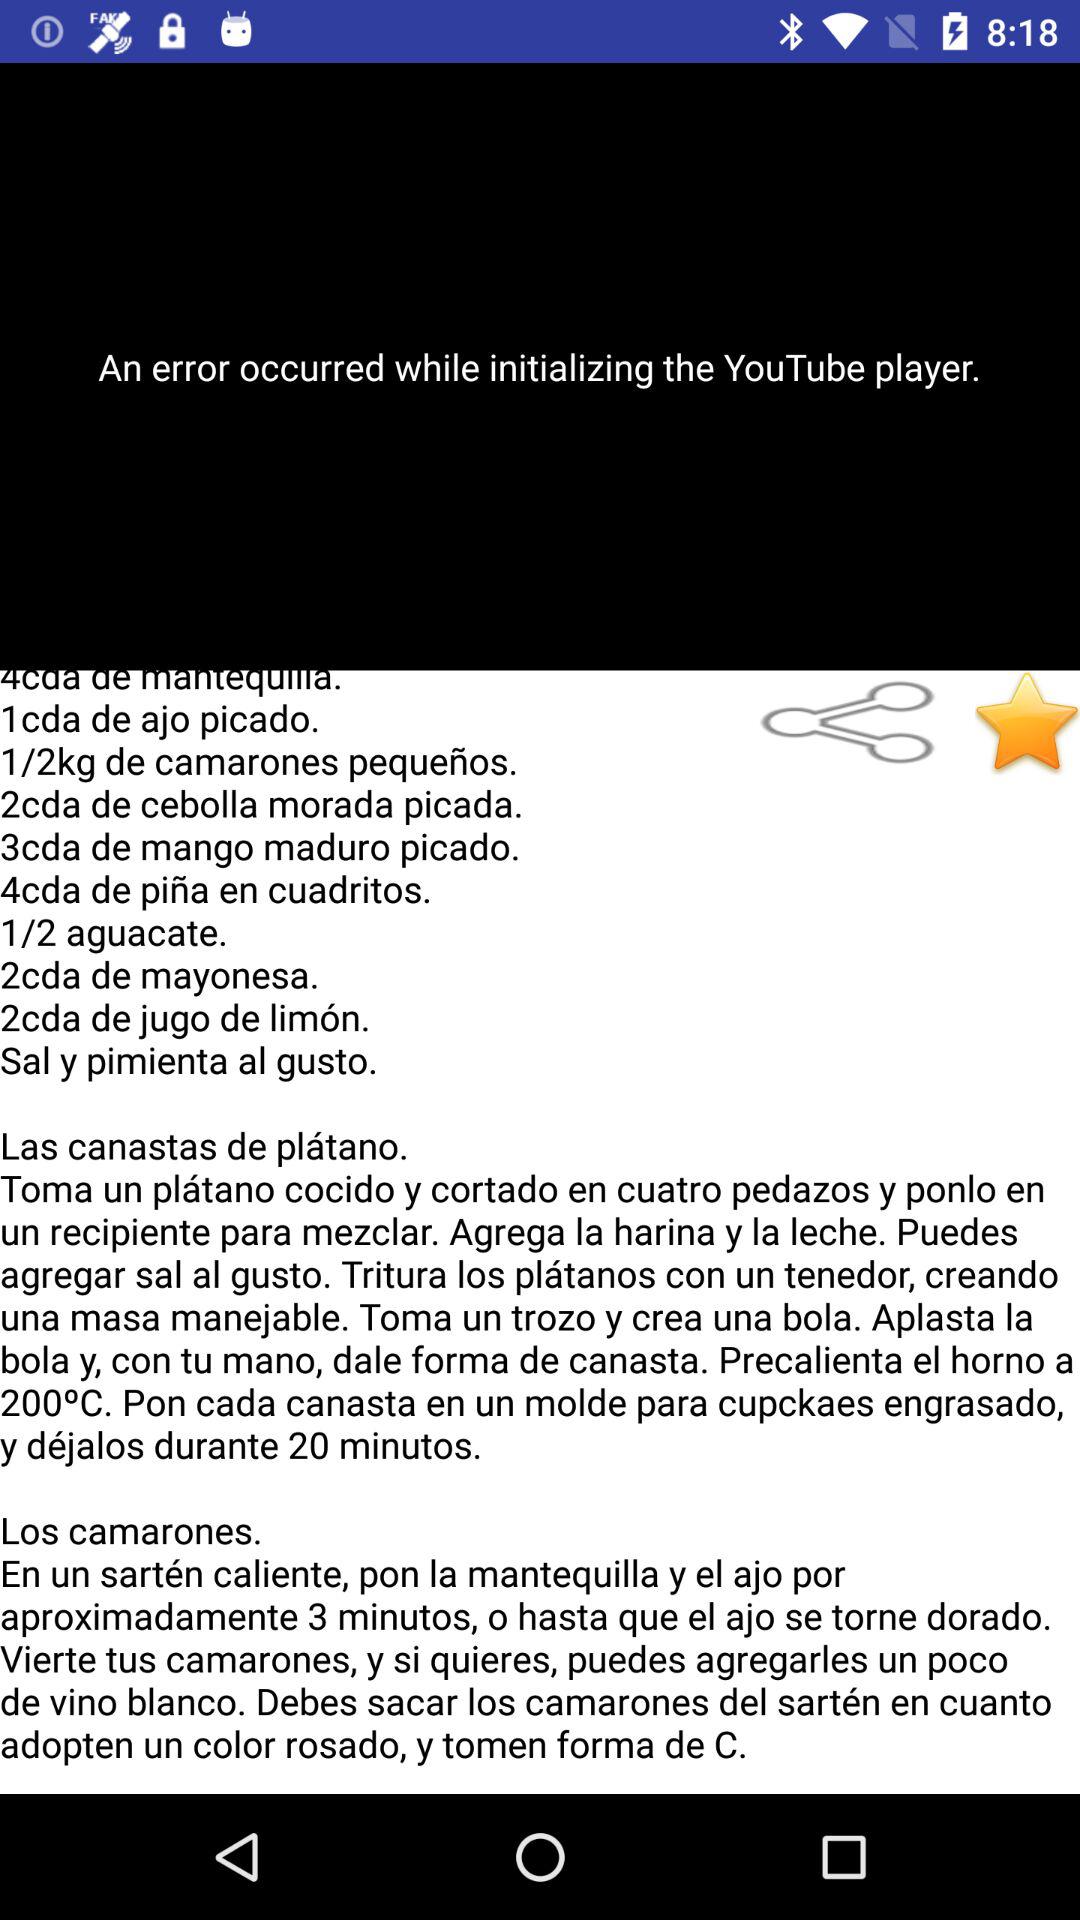 FAKE
8:18
An error occurred while initializing the YouTube player.
4cda de mantequilla.
1cda de ajo picado.
1/2kg de camarones pequeños.
2cda de cebolla morada picada.
3cda de mango maduro picado.
4cda de piña en cuadritos.
1/2 aguacate.
2cda de mayonesa.
2cda de jugo de limón.
Sal y pimienta al gusto.
Las canastas de plátano.
Toma un plátano cocido y cortado en cuatro pedazos y ponlo en
un recipiente para mezclar. Agrega la harina y la leche. Puedes
agregar sal al gusto. Tritura los plátanos con un tenedor, creando
una masa manejable. Toma un trozo y crea una bola. Aplasta la
bola y, con tu mano, dale forma de canasta. Precalienta el horno a
200ºC. Pon cada canasta en un molde para cupckaes engrasado,
y déjalos durante 20 minutos.
Los camarones.
En un sartén caliente, pon la mantequilla y el ajo por
aproximadamente 3 minutos, o hasta que el ajo se torne dorado.
Vierte tus camarones, y si quieres, puedes agregarles un poco
de vino blanco. Debes sacar los camarones del sartén en cuanto
adopten un color rosado, y tomen forma de C.